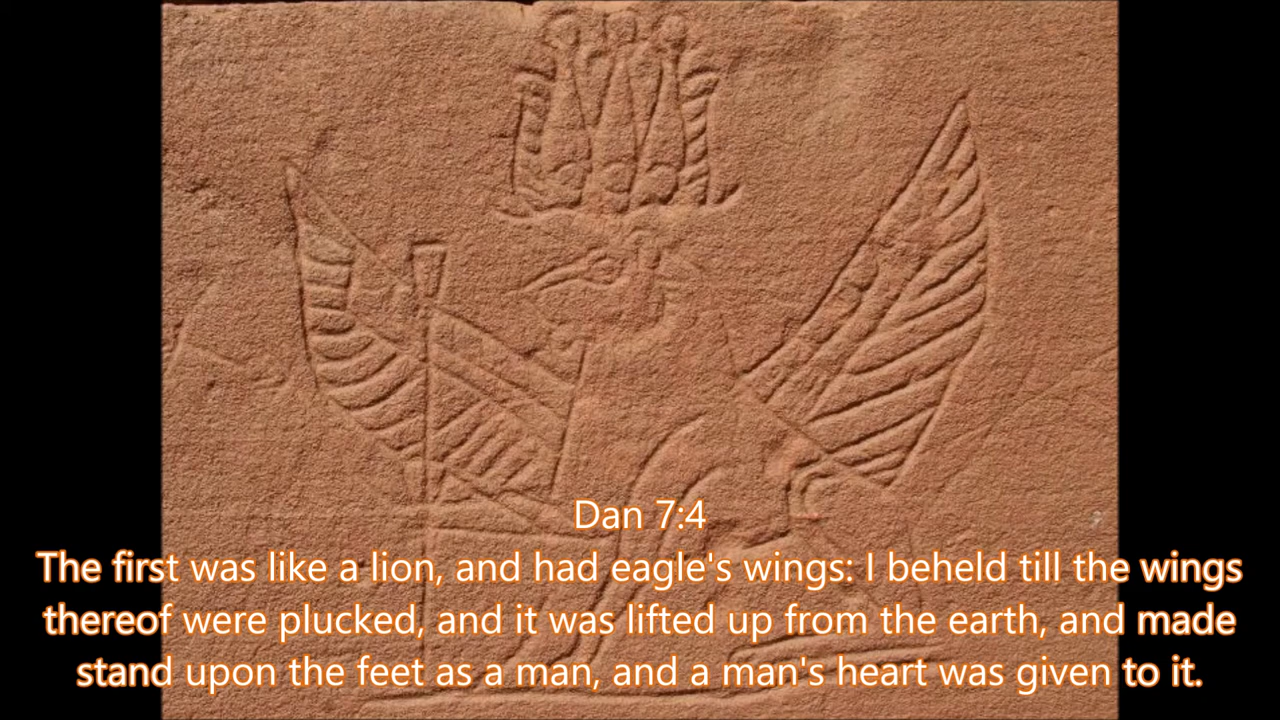 Dan 7:4
The first was like a lion, and had eagle's wings: I beheld till the wings
thereof were plucked, and it was lifted up from the earth, and made
stand upon the feet as a man, and a man's heart was given to it.